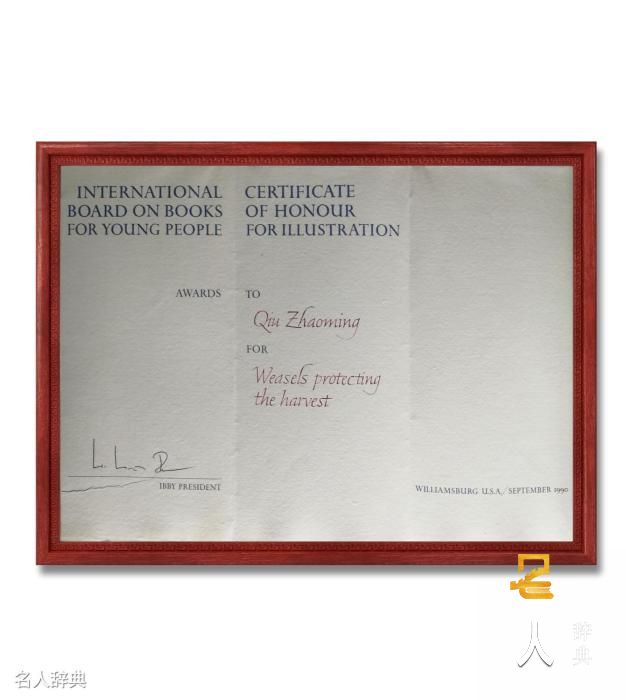 INTERNATIONAL
BOARD ON BOOKS
FOR YOUNG PEOPLE
CERTIFICATE
OF HONOUR
FOR ILLUSTRATION
AWARDS
TO
Qiu Zhaoming
FOR
Weasels protecting
the harvest
IBBY PRESIDENT
WILLIAMSBURG U.S.A./SEPTEMBER 1990
名
人
辞
典
名人辞典